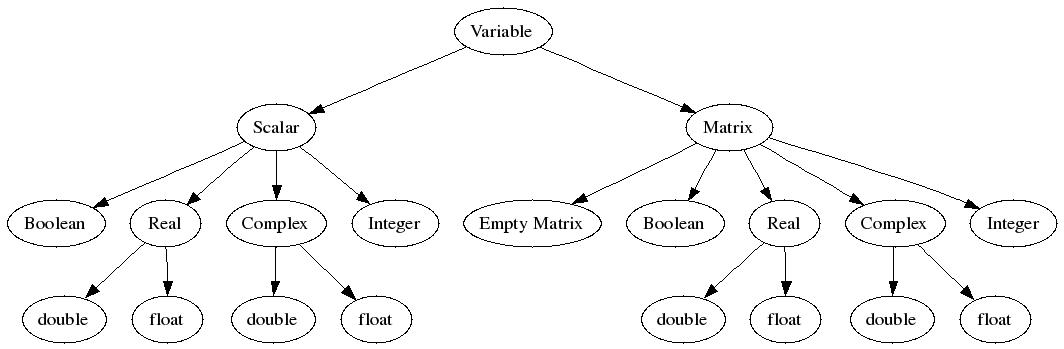 Variable
Scalar
Matrix
Boolean
Real
Complex
Integer
Empty Matrix
Boolean
Real
Complex
Integer
double
float
double
float
double
float
double
float